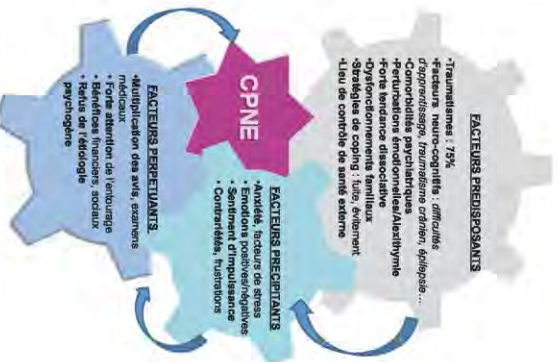 FACTEURS PREDISPOSANTS
•Traumatismes : 75%
•Facteurs neuro-cognitifs : difficultés
d'apprentissage, traumatisme crânien, épilepsie…
•Comorbidités psychiatriques
•Perturbations émotionnelles/Alexithymie
•Forte tendance dissociative
•Dysfonctionnements familiaux
•Stratégies de coping : fuite, évitement
•Lieu de contrôle de santé externe
CPNE
FACTEURS PRECIPITANTS
•Anxiété, facteurs de stress
• Emotions positives/négatives
• Sentiment d'impuissance
• Contrariétés, frustrations
FACTEURS PERPETUANTS
•Multiplication des avis, examens
médicaux
• Forte attention de l'entourage
• Bénéfices financiers, sociaux
• Refus de l'étiologie
psychogène